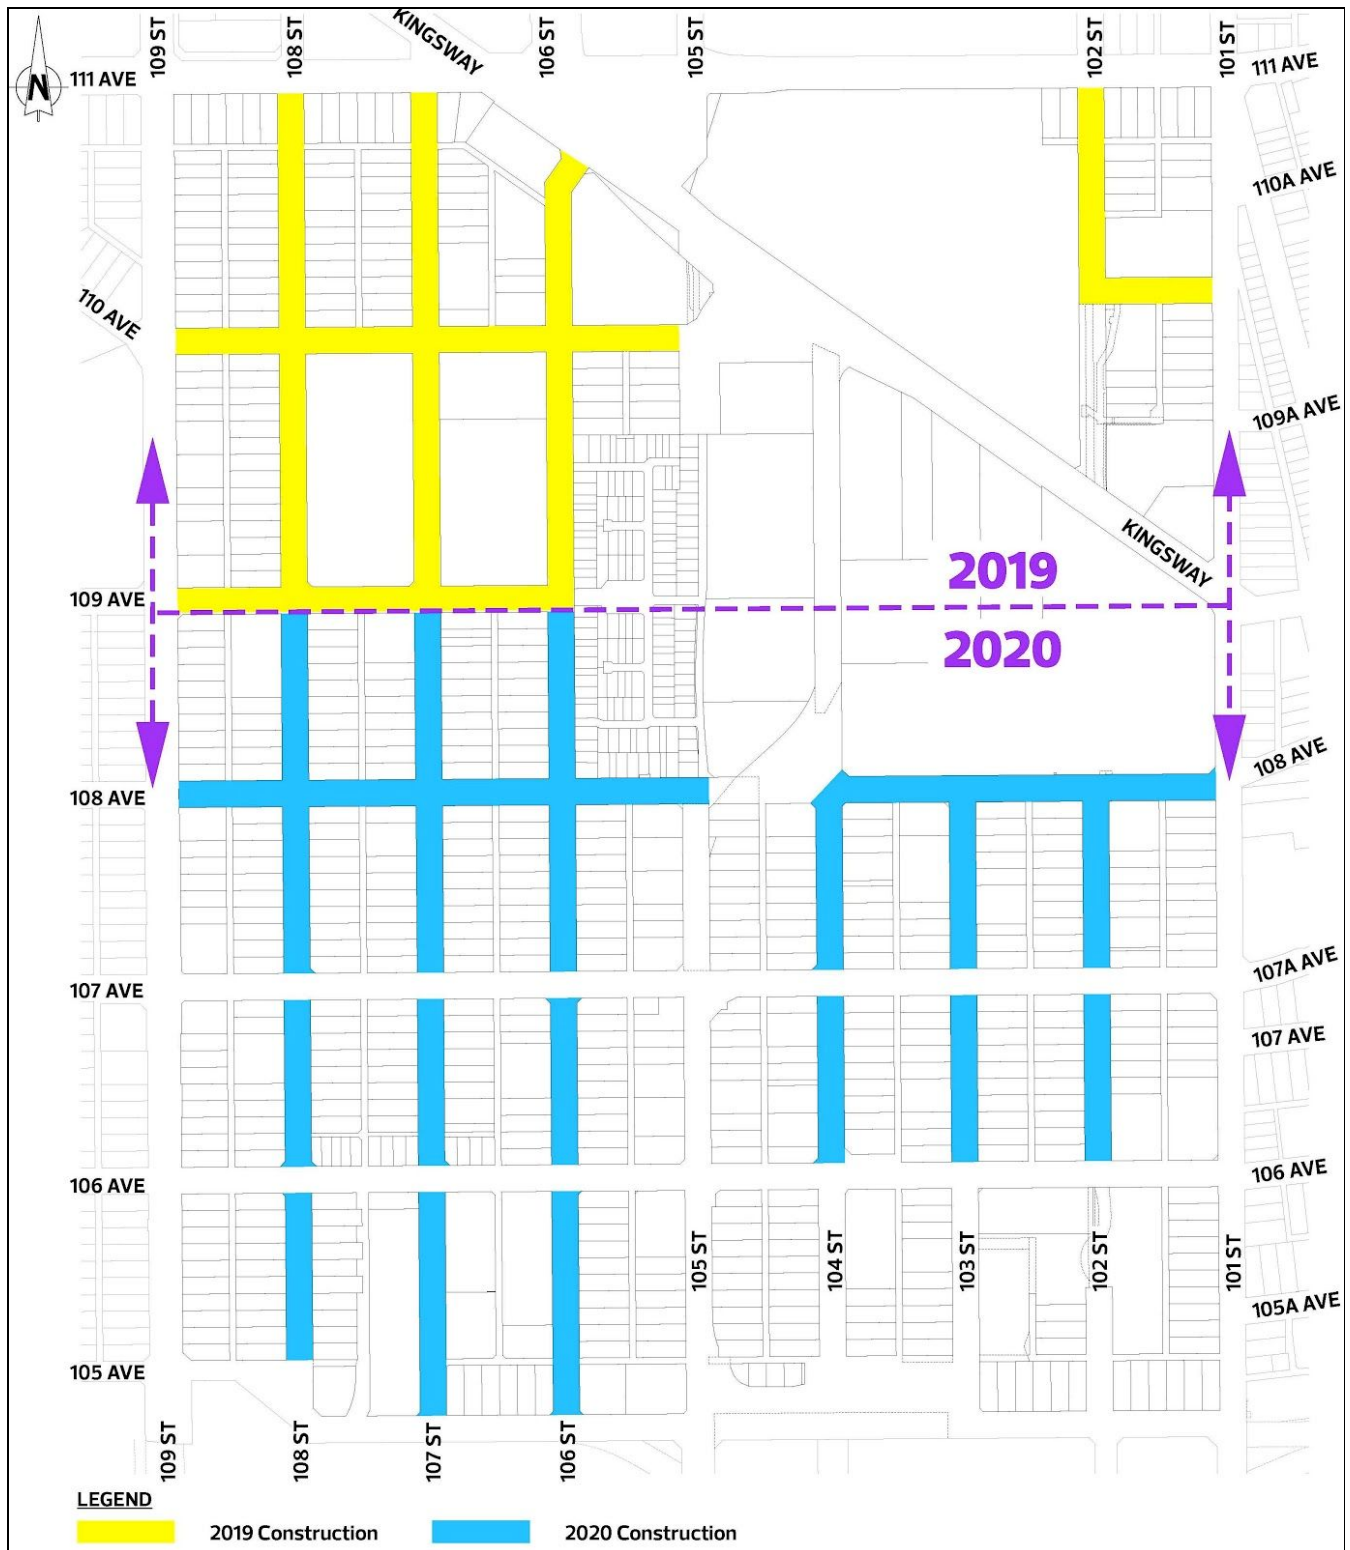 109 ST
108 ST
KINGSWAY
106 ST
105 ST
102 ST
101 ST
N
111 AVE
111 AVE
110A AVE
110 AVE
109A AVE
KINGSWAY
2019
109 AVE
2020
108 AVE
108 AVE
107A AVE
107 AVE
107 AVE
106 AVE
106 AVE
105 ST
104 ST
103 ST
102 ST
101 ST
105A AVE
105 AVE
109 ST
108 ST
107 ST
106 ST
LEGEND
2019 Construction
2020 Construction